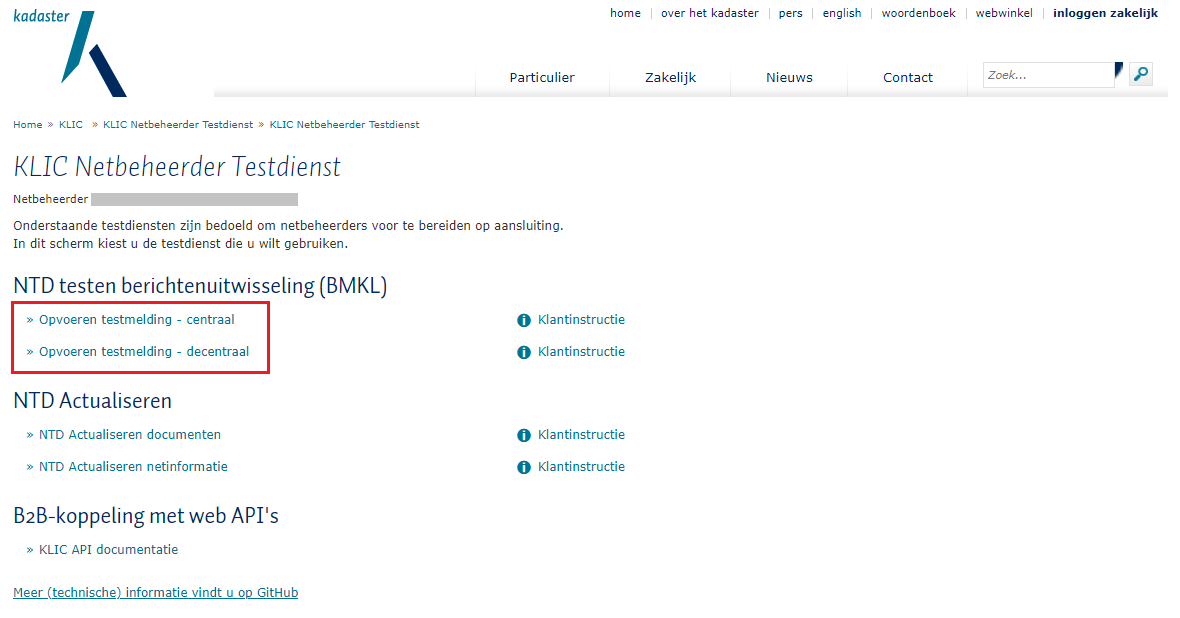 kadaster
home over het kadaster pers english woordenboek webwinkel inloggen zakelijk
Particulier Zakelijk Nieuws Contact Zoek...
Home » KLIC » KLIC Netbeheerder Testdienst » KLIC Netbeheerder Testdienst
KLIC Netbeheerder Testdienst
Netbeheerder
Onderstaande testdiensten zijn bedoeld om netbeheerders voor te bereiden op aansluiting.
In dit scherm kiest u de testdienst die u wilt gebruiken.
NTD testen berichtenuitwisseling (BMKL)
» Opvoeren testmelding - centraal Klantinstructie
» Opvoeren testmelding - decentraal Klantinstructie
NTD Actualiseren
» NTD Actualiseren documenten Klantinstructie
» NTD Actualiseren netinformatie Klantinstructie
B2B-koppeling met web API's
» KLIC API documentatie
Meer (technische) informatie vindt u op GitHub